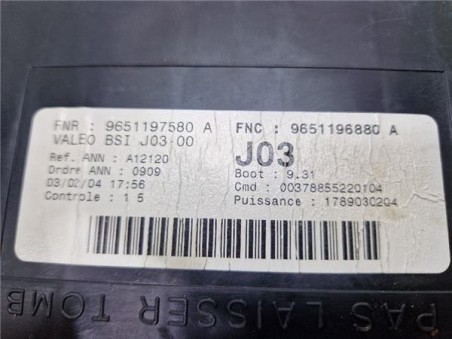 FNR : 9651197580 A FNC : 9651196880 A
VALEO BSI J03-00
J03
Ref. ANN : A12120
Boot : 9.31
Ordre ANN : 0909
Cmd : 00378855220104
03/02/04 17:56
Puissance : 1789030204
Controle : 1 5
PAS LAISSER TOMB